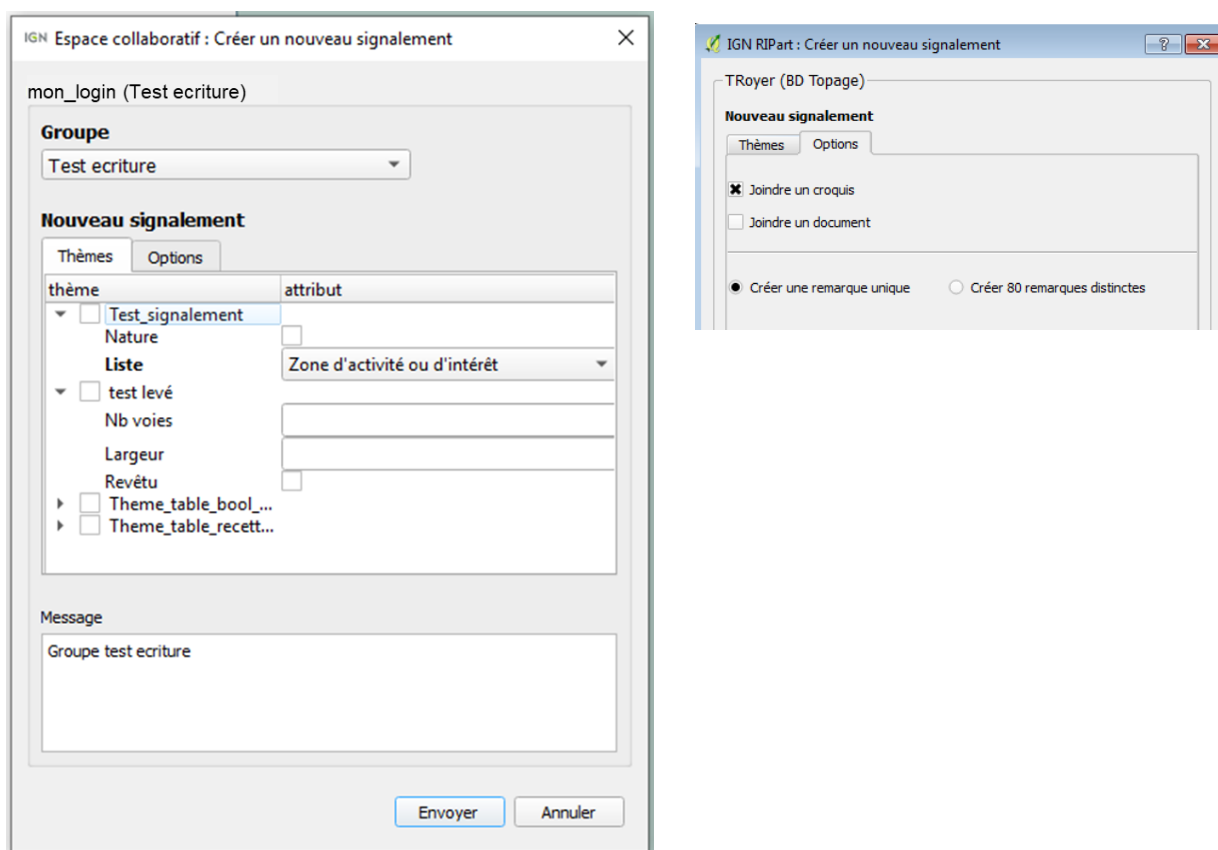 IGN Espace collaboratif : Créer un nouveau signalement
mon_login (Test ecriture)
Groupe
Test ecriture
Nouveau signalement
Thèmes Options
thème attribut
Test_signalement
Nature
Liste Zone d'activité ou d'intérêt
test levé
Nb voies
Largeur
Revêtu
Theme_table_bool_...
Theme_table_recett...
Message
Groupe test ecriture
Envoyer Annuler
IGN RIPart : Créer un nouveau signalement
TRoyer (BD Topage)
Nouveau signalement
Thèmes Options
Joindre un croquis
Joindre un document
Créer une remarque unique Créer 80 remarques distinctes